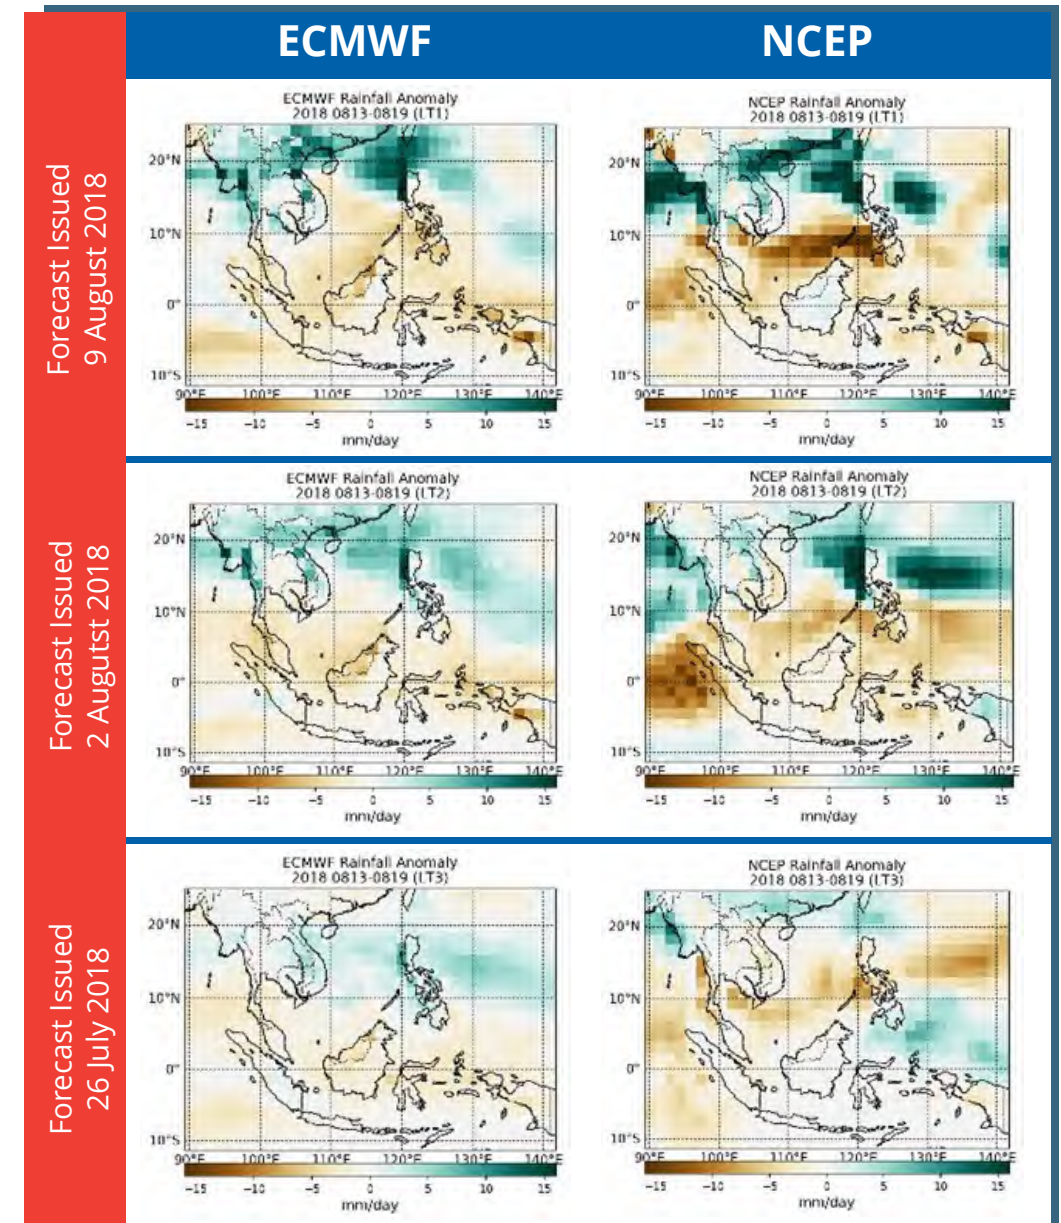 ECMWF
NCEP
Forecast Issued
9 August 2018
ECMWF Rainfall Anomaly
2018 0813-0819 (LT1)
20°N
10°N
0°
10°S
90°E 100°E 110°E 120°E 130°E 140°E
−15 −10 −5 0 5 10 15
mm/day
NCEP Rainfall Anomaly
2018 0813-0819 (LT1)
20°N
10°N
0°
10°S
90°E 100°E 110°E 120°E 130°E 140°E
−15 −10 −5 0 5 10 15
mm/day
Forecast Issued
2 Augutst 2018
ECMWF Rainfall Anomaly
2018 0813-0819 (LT2)
20°N
10°N
0°
10°S
90°E 100°E 110°E 120°E 130°E 140°E
−15 −10 −5 0 5 10 15
mm/day
NCEP Rainfall Anomaly
2018 0813-0819 (LT2)
20°N
10°N
0°
10°S
90°E 100°E 110°E 120°E 130°E 140°E
−15 −10 −5 0 5 10 15
mm/day
Forecast Issued
26 July 2018
ECMWF Rainfall Anomaly
2018 0813-0819 (LT3)
20°N
10°N
0°
10°S
90°E 100°E 110°E 120°E 130°E 140°E
−15 −10 −5 0 5 10 15
mm/day
NCEP Rainfall Anomaly
2018 0813-0819 (LT3)
20°N
10°N
0°
10°S
90°E 100°E 110°E 120°E 130°E 140°E
−15 −10 −5 0 5 10 15
mm/day